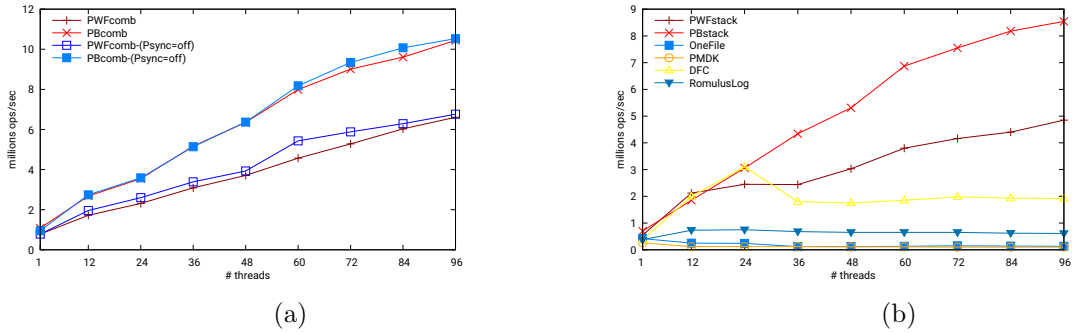 PWFcomb
PBcomb
PWFcomb-(Psync=off)
PBcomb-(Psync=off)
millions ops/sec
12
10
8
6
4
2
0
1 12 24 36 48 60 72 84 96
# threads
(a)
PWFstack
PBstack
OneFile
PMDK
DFC
RomulusLog
millions ops/sec
9
8
7
6
5
4
3
2
1
0
1 12 24 36 48 60 72 84 96
# threads
(b)